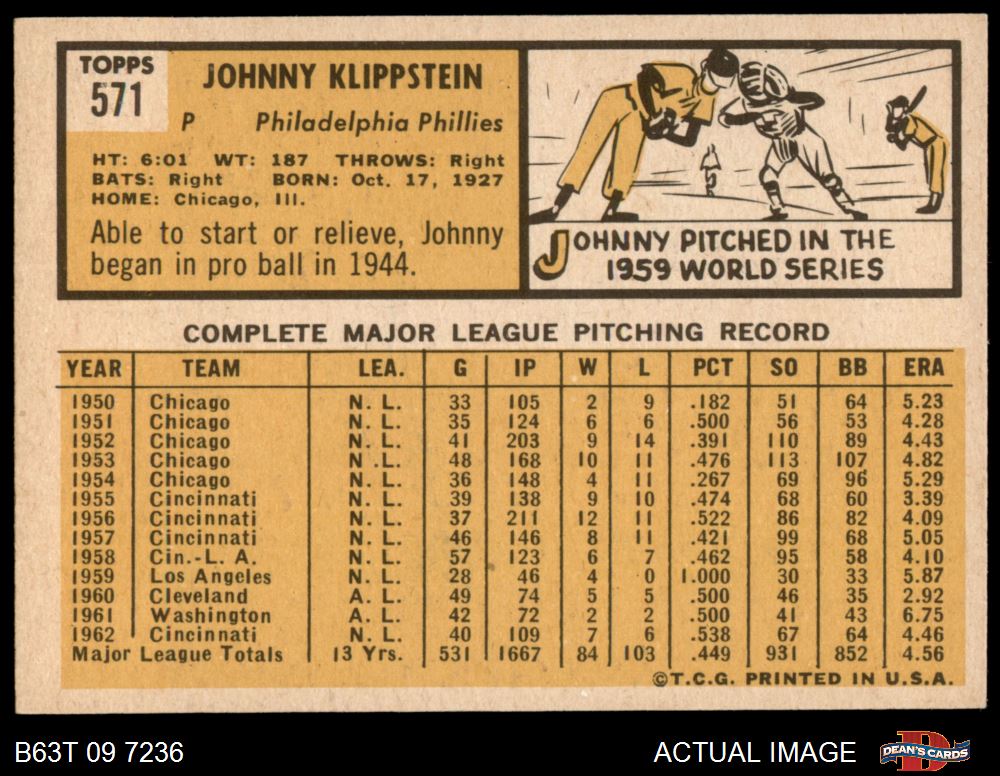 TOPPS
571
JOHNNY KLIPPSTEIN
P Philadelphia Phillies
HT: 6:01 WT: 187 THROWS: Right
BATS: Right BORN: Oct. 17, 1927
HOME: Chicago, Ill.
Able to start or relieve, Johnny
began in pro ball in 1944.
JOHNNY PITCHED IN THE
1959 WORLD SERIES
COMPLETE MAJOR LEAGUE PITCHING RECORD
YEAR TEAM LEA. G IP W L PCT SO BB ERA
1950 Chicago N. L. 33 105 2 9 .182 51 64 5.23
1951 Chicago N. L. 35 124 6 6 .500 56 53 4.28
1952 Chicago N. L. 41 203 9 14 .391 110 89 4.43
1953 Chicago N .L. 48 168 10 11 .476 113 107 4.82
1954 Chicago N. L. 36 148 4 11 .267 69 96 5.29
1955 Cincinnati N. L. 39 138 9 10 .474 68 60 3.39
1956 Cincinnati N. L. 37 211 12 11 .522 86 82 4.09
1957 Cincinnati N. L. 46 146 8 11 .421 99 68 5.05
1958 Cin.-L. A. N. L. 57 123 6 7 .462 95 58 4.10
1959 Los Angeles N. L. 28 46 4 0 1.000 30 33 5.87
1960 Cleveland A. L. 49 74 5 5 .500 46 35 2.92
1961 Washington A. L. 42 72 2 2 .500 41 43 6.75
1962 Cincinnati N. L. 40 109 7 6 .538 67 64 4.46
Major League Totals 13 Yrs. 531 1667 84 103 .449 931 852 4.56
©T.C.G. PRINTED IN U.S.A.
B63T 09 7236
ACTUAL IMAGE
DEAN'S CARDS